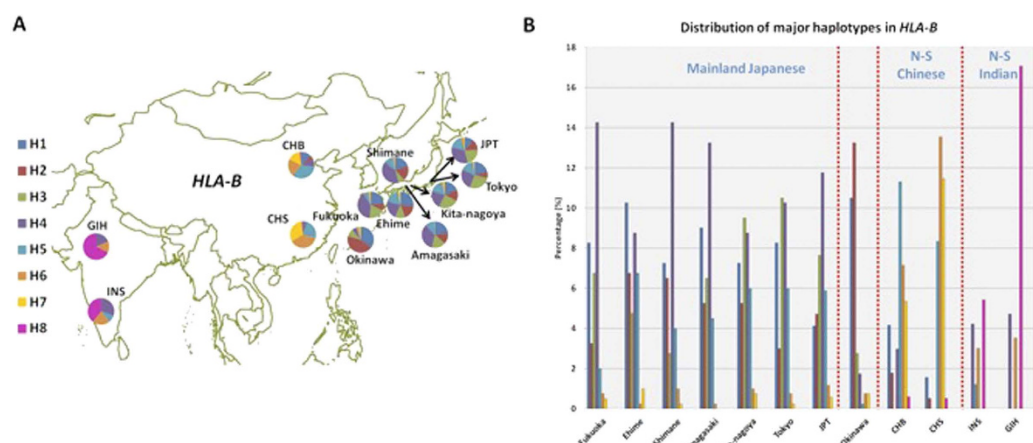 A
H1
H2
H3
H4
H5
H6
H7
H8
HLA-B
CHB
CHS
GIH
INS
Shimane
JPT
Tokyo
Kita-nagoya
Fukuoka
Ehime
Amagasaki
Okinawa
B
Distribution of major haplotypes in HLA-B
Percentage [%]
18
16
14
12
10
8
6
4
2
0
Mainland Japanese
N-S
Chinese
N-S
Indian
Fukuoka
Ehime
Shimane
magasaki
-nagoya
Tokyo
JPT
Okinawa
CHB
CHS
INS
GIH